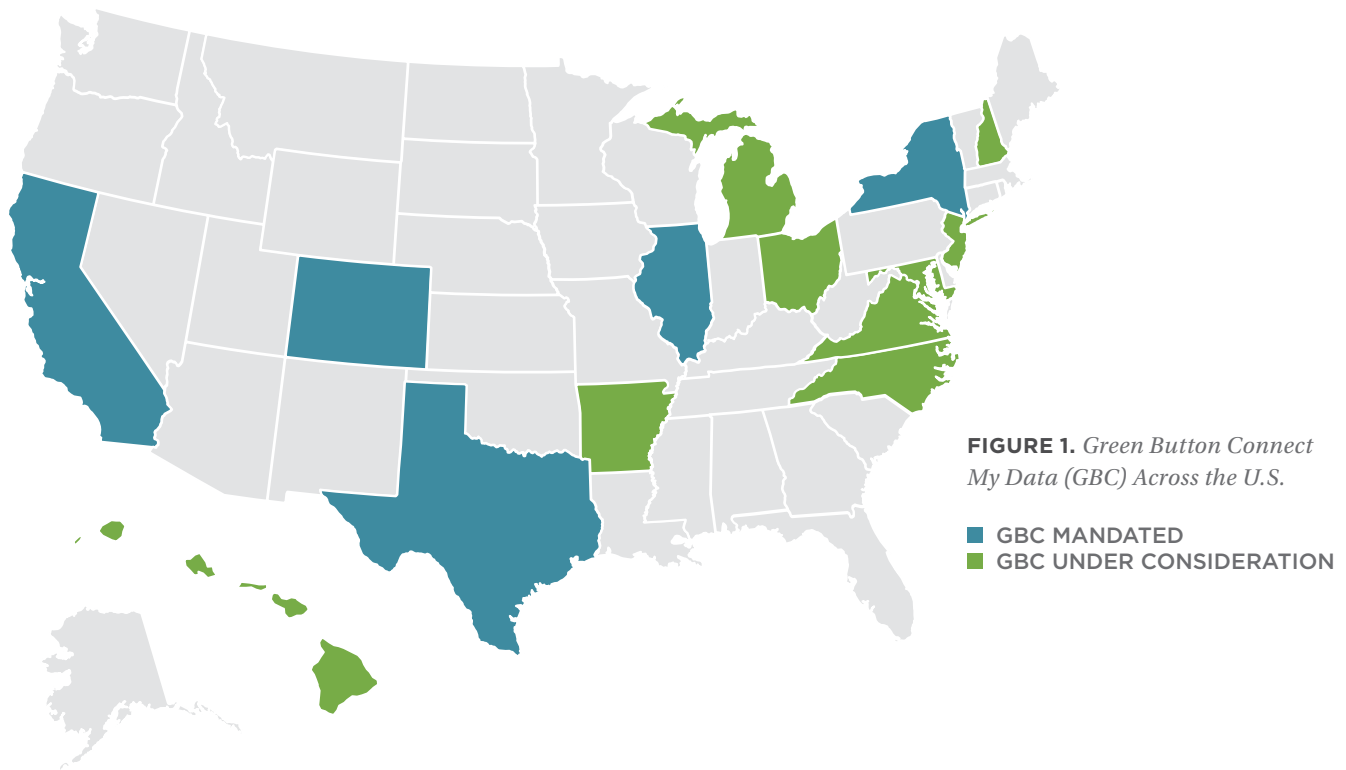 FIGURE 1. Green Button Connect
My Data (GBC) Across the U.S.
GBC MANDATED
GBC UNDER CONSIDERATION